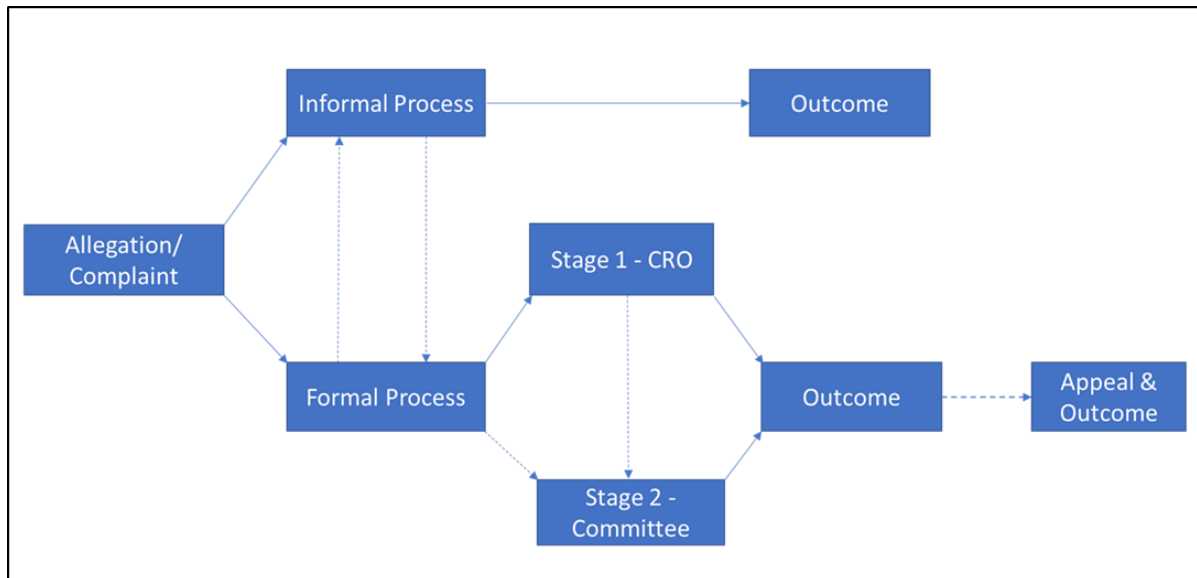 Informal Process
Outcome
Allegation/
Complaint
Stage 1 - CRO
Formal Process
Outcome
Appeal &
Outcome
Stage 2 -
Committee